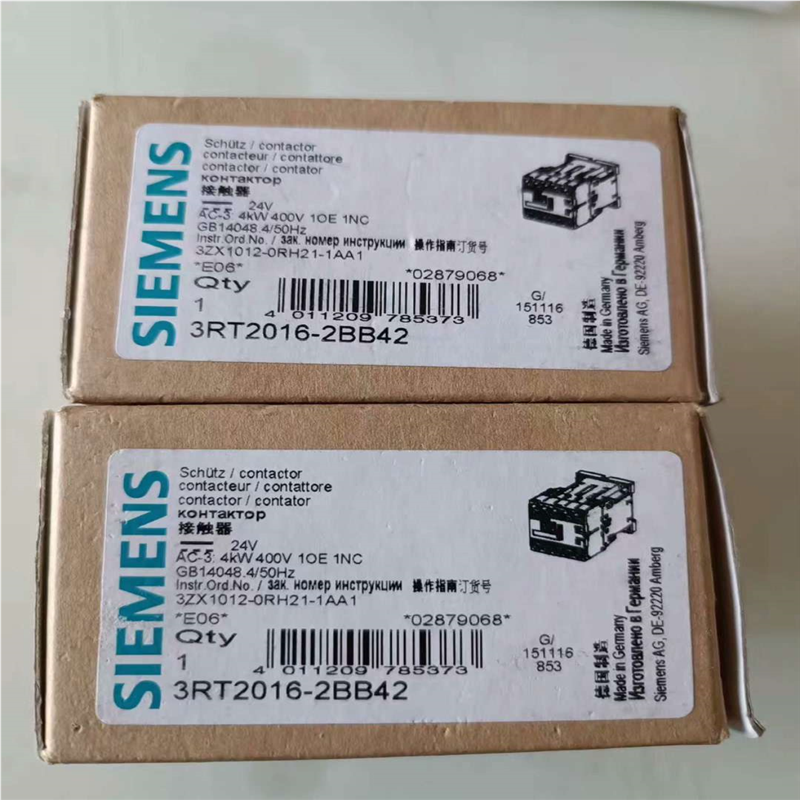 SIEMENS
Schütz / contactor
contacteur / contattore
contactor / contator
контактор
接触器
24V
AC-3, 4kW 400V 1OE 1NC
GB14048.4/50Hz
Instr.Ord.No. / зак. номер инструкции 操作指南订货号
3ZX1012-0RH21-1AA1
*E06*
*02879068*
Qty
1
4 011209 785373
3RT2016-2BB42
G/
151116
853
德国制造
Made in Germany
Изготовлено в Германии
Siemens AG, DE-92220 Amberg
SIEMENS
Schütz / contactor
contacteur / contattore
contactor / contator
контактор
接触器
24V
AC-3, 4kW 400V 1OE 1NC
GB14048.4/50Hz
Instr.Ord.No. / зак. номер инструкции 操作指南订货号
3ZX1012-0RH21-1AA1
*E06*
*02879068*
Qty
1
4 011209 785373
3RT2016-2BB42
G/
151116
853
德国制造
Made in Germany
Изготовлено в Германии
Siemens AG, DE-92220 Amberg